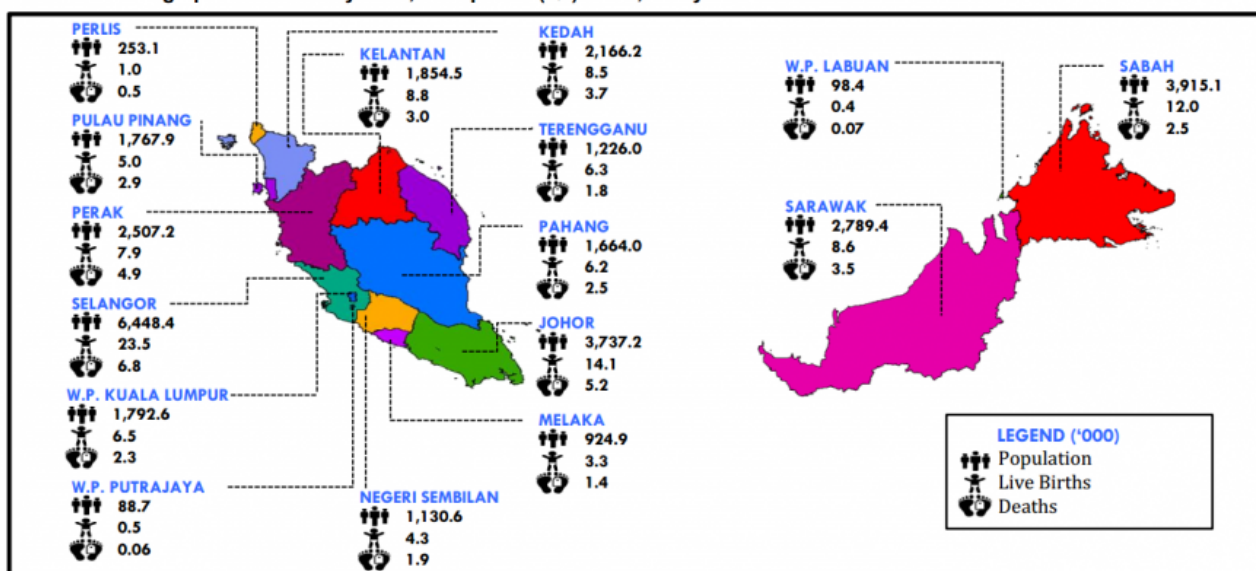 PERLIS
253.1
1.0
0.5
PULAU PINANG
1,767.9
5.0
2.9
PERAK
2,507.2
7.9
4.9
SELANGOR
6,448.4
23.5
6.8
W.P. KUALA LUMPUR
1,792.6
6.5
2.3
W.P. PUTRAJAYA
88.7
0.5
0.06
KELANTAN
1,854.5
8.8
3.0
NEGERI SEMBILAN
1,130.6
4.3
1.9
KEDAH
2,166.2
8.5
3.7
TERENGGANU
1,226.0
6.3
1.8
PAHANG
1,664.0
6.2
2.5
JOHOR
3,737.2
14.1
5.2
MELAKA
924.9
3.3
1.4
W.P. LABUAN
98.4
0.4
0.07
SABAH
3,915.1
12.0
2.5
SARAWAK
2,789.4
8.6
3.5
LEGEND ('000)
Population
Live Births
Deaths